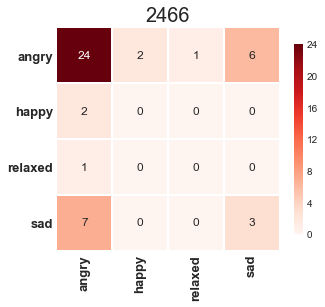 2466
angry 24 2 1 6
happy 2 0 0 0
relaxed 1 0 0 0
sad 7 0 0 3
angry happy relaxed sad
24
20
16
12
8
4
0